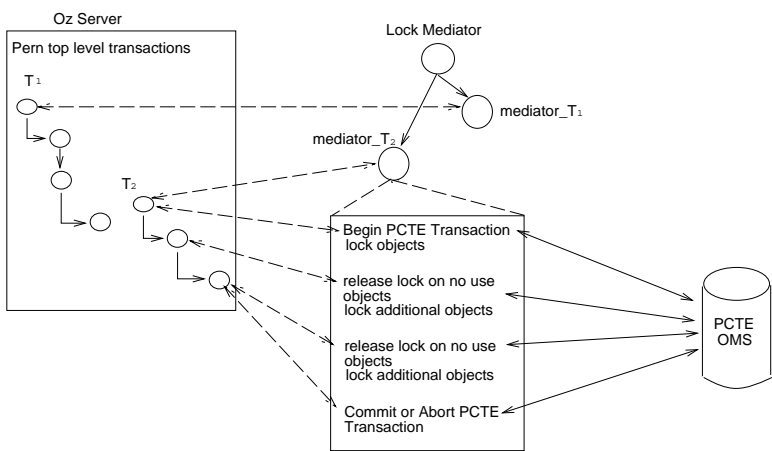 Oz Server
Pern top level transactions
Lock Mediator
T1
mediator_T1
mediator_T2
T2
Begin PCTE Transaction
lock objects
release lock on no use
objects
lock additional objects
release lock on no use
objects
lock additional objects
Commit or Abort PCTE
Transaction
PCTE
OMS